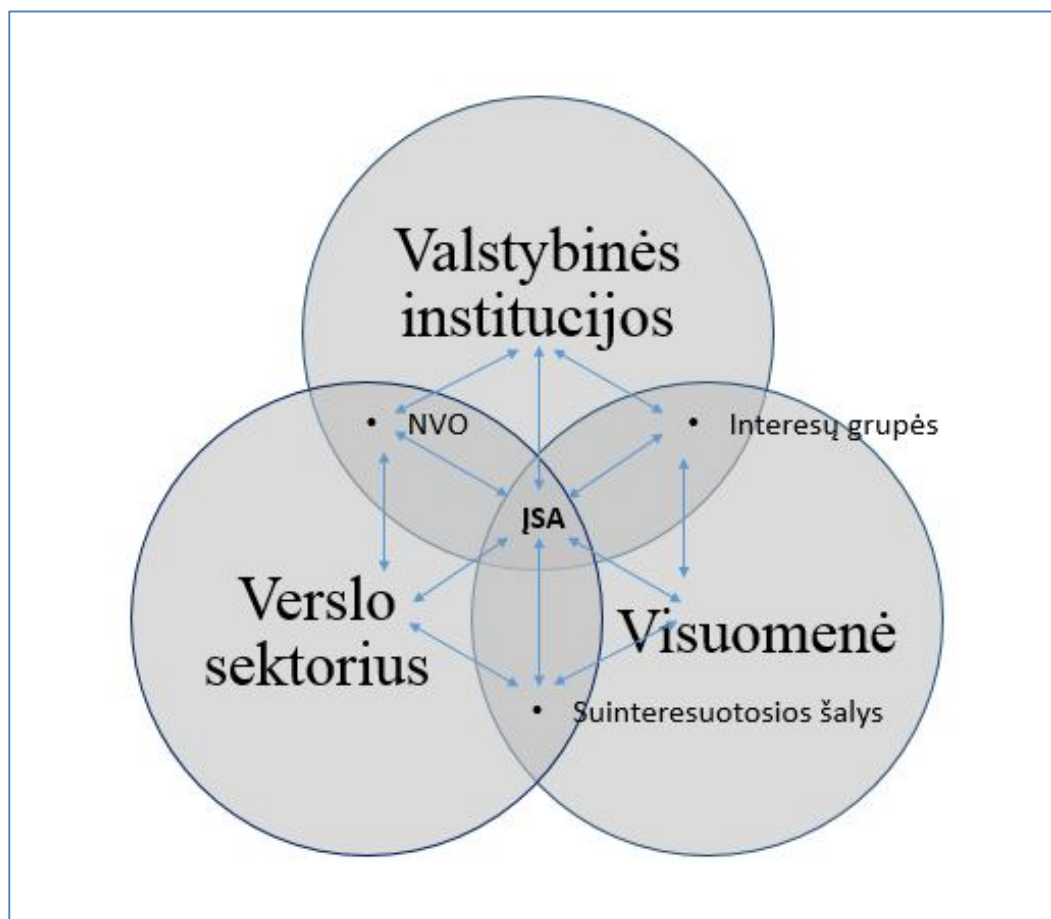 Valstybinės
institucijos
• NVO
• Interesų grupės
ĮSA
Verslo
sektorius
Visuomenė
• Suinteresuotosios šalys